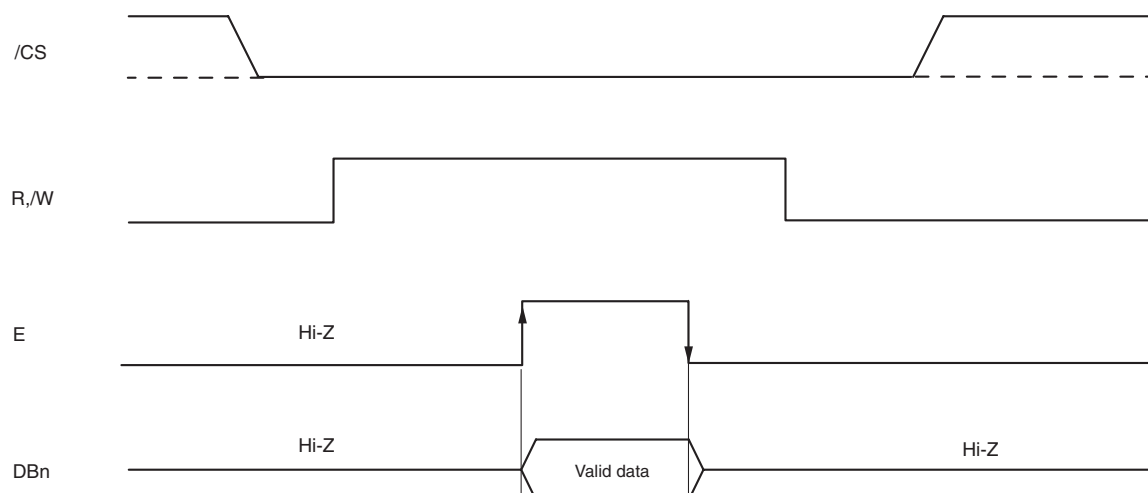 /CS
R,/W
E
Hi-Z
DBn
Hi-Z
Valid data
Hi-Z